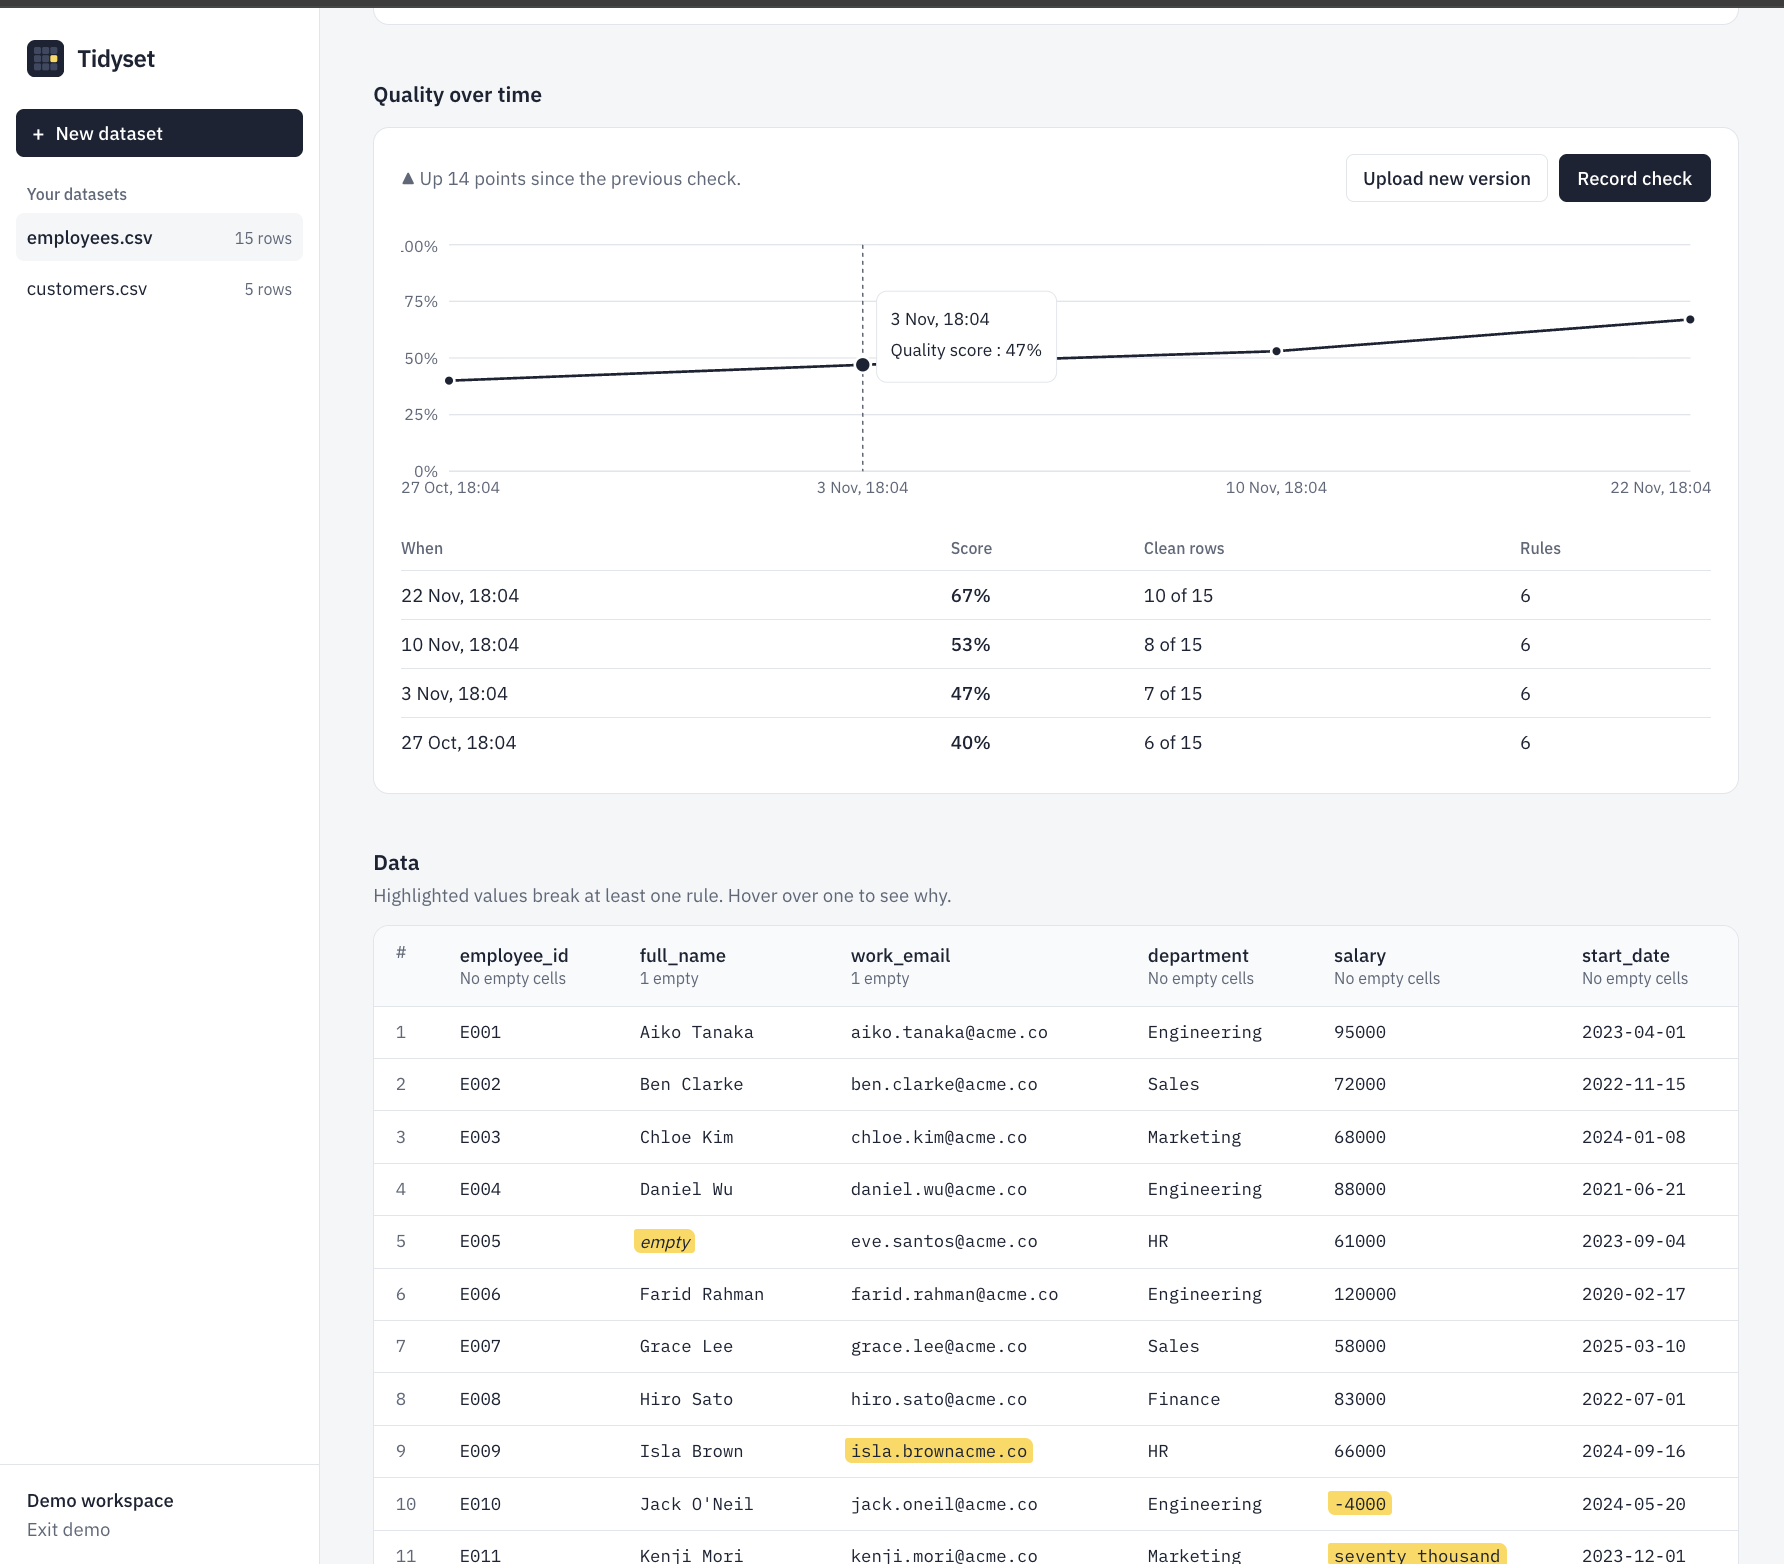 Tidyset
+ New dataset
Your datasets
employees.csv 15 rows
customers.csv 5 rows
Demo workspace
Exit demo
Quality over time
▲ Up 14 points since the previous check.
Upload new version
Record check
100%
75%
50%
25%
0%
3 Nov, 18:04
Quality score : 47%
27 Oct, 18:04 3 Nov, 18:04 10 Nov, 18:04 22 Nov, 18:04
When Score Clean rows Rules
22 Nov, 18:04 67% 10 of 15 6
10 Nov, 18:04 53% 8 of 15 6
3 Nov, 18:04 47% 7 of 15 6
27 Oct, 18:04 40% 6 of 15 6
Data
Highlighted values break at least one rule. Hover over one to see why.
# employee_id full_name work_email department salary start_date
No empty cells 1 empty 1 empty No empty cells No empty cells No empty cells
1 E001 Aiko Tanaka aiko.tanaka@acme.co Engineering 95000 2023-04-01
2 E002 Ben Clarke ben.clarke@acme.co Sales 72000 2022-11-15
3 E003 Chloe Kim chloe.kim@acme.co Marketing 68000 2024-01-08
4 E004 Daniel Wu daniel.wu@acme.co Engineering 88000 2021-06-21
5 E005 empty eve.santos@acme.co HR 61000 2023-09-04
6 E006 Farid Rahman farid.rahman@acme.co Engineering 120000 2020-02-17
7 E007 Grace Lee grace.lee@acme.co Sales 58000 2025-03-10
8 E008 Hiro Sato hiro.sato@acme.co Finance 83000 2022-07-01
9 E009 Isla Brown isla.brownacme.co HR 66000 2024-09-16
10 E010 Jack O'Neil jack.oneil@acme.co Engineering -4000 2024-05-20
11 E011 Kenji Mori kenji.mori@acme.co Marketing seventy thousand 2023-12-01